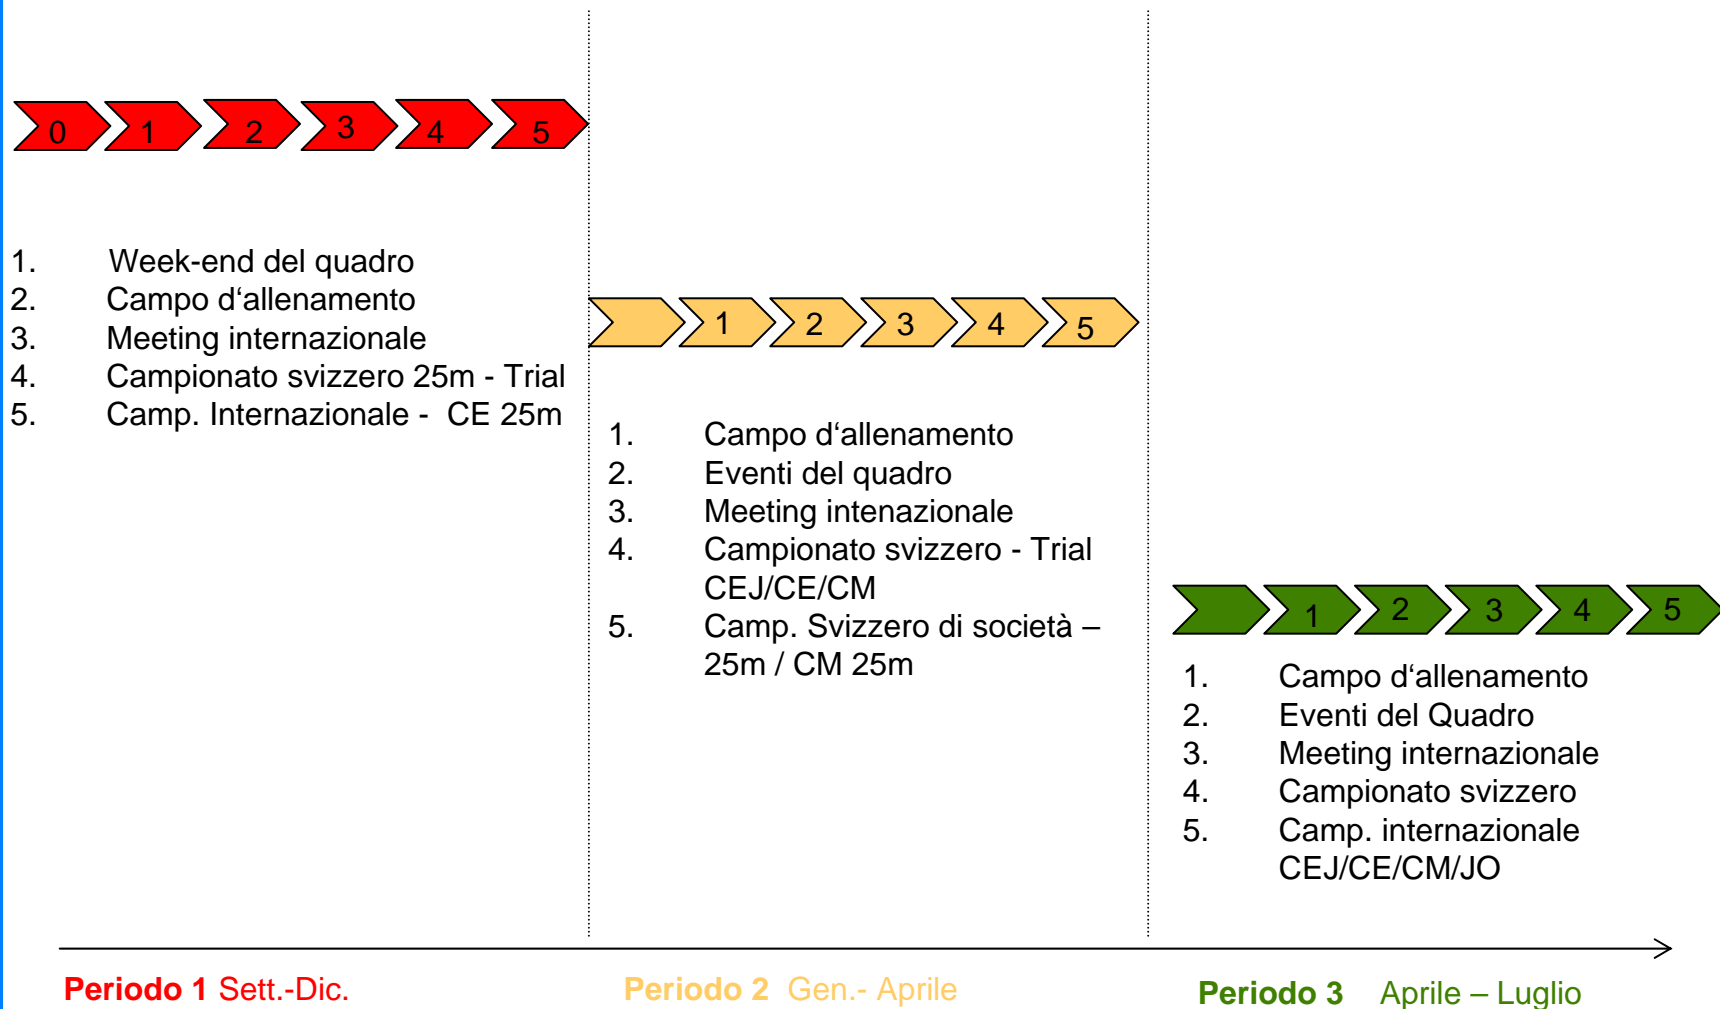 0 1 2 3 4 5
1. Week-end del quadro
2. Campo d‘allenamento
3. Meeting internazionale
4. Campionato svizzero 25m - Trial
5. Camp. Internazionale - CE 25m
1 2 3 4 5
1. Campo d‘allenamento
2. Eventi del quadro
3. Meeting intenazionale
4. Campionato svizzero - Trial
CEJ/CE/CM
5. Camp. Svizzero di società –
25m / CM 25m
1 2 3 4 5
1. Campo d‘allenamento
2. Eventi del Quadro
3. Meeting internazionale
4. Campionato svizzero
5. Camp. internazionale
CEJ/CE/CM/JO
Periodo 1 Sett.-Dic.
Periodo 2 Gen.- Aprile
Periodo 3 Aprile – Luglio